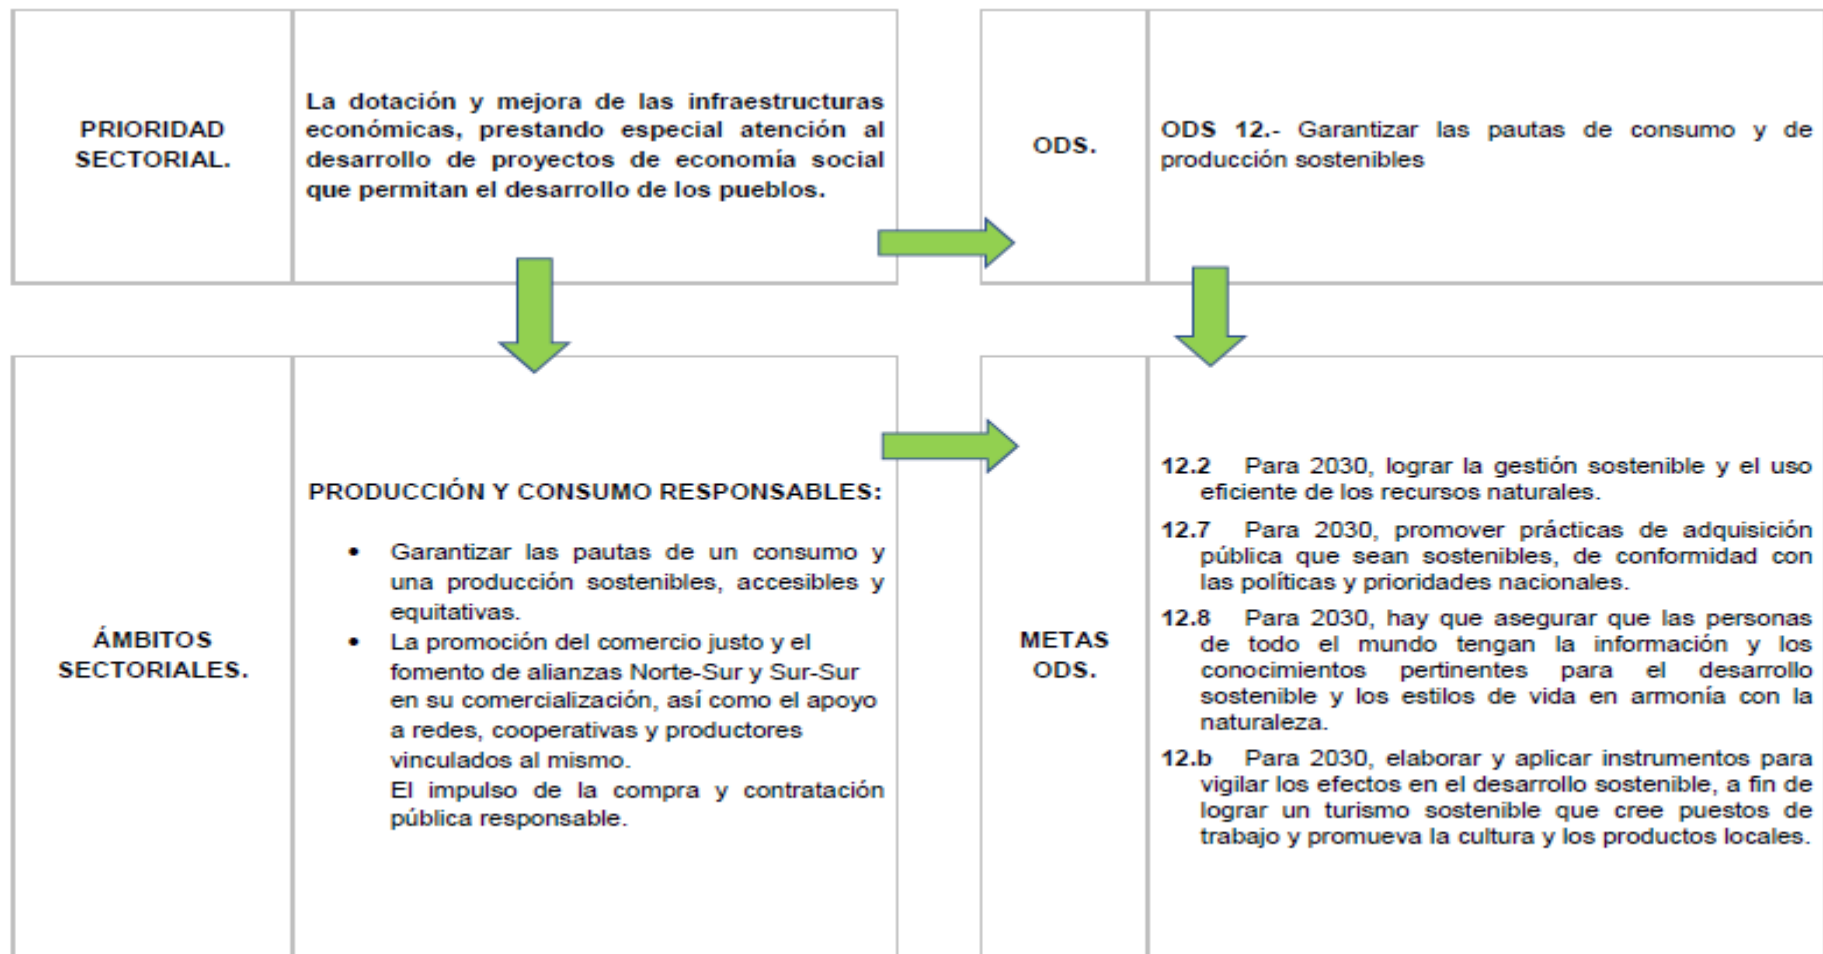 PRIORIDAD
SECTORIAL.
La dotación y mejora de las infraestructuras
económicas, prestando especial atención al
desarrollo de proyectos de economía social
que permitan el desarrollo de los pueblos.
ODS.
ODS 12.- Garantizar las pautas de consumo y de
producción sostenibles
ÁMBITOS
SECTORIALES.
PRODUCCIÓN Y CONSUMO RESPONSABLES:
• Garantizar las pautas de un consumo y
una producción sostenibles, accesibles y
equitativas.
• La promoción del comercio justo y el
fomento de alianzas Norte-Sur y Sur-Sur
en su comercialización, así como el apoyo
a redes, cooperativas y productores
vinculados al mismo.
El impulso de la compra y contratación
pública responsable.
METAS
ODS.
12.2 Para 2030, lograr la gestión sostenible y el uso
eficiente de los recursos naturales.
12.7 Para 2030, promover prácticas de adquisición
pública que sean sostenibles, de conformidad con
las políticas y prioridades nacionales.
12.8 Para 2030, hay que asegurar que las personas
de todo el mundo tengan la información y los
conocimientos pertinentes para el desarrollo
sostenible y los estilos de vida en armonía con la
naturaleza.
12.b Para 2030, elaborar y aplicar instrumentos para
vigilar los efectos en el desarrollo sostenible, a fin de
lograr un turismo sostenible que cree puestos de
trabajo y promueva la cultura y los productos locales.